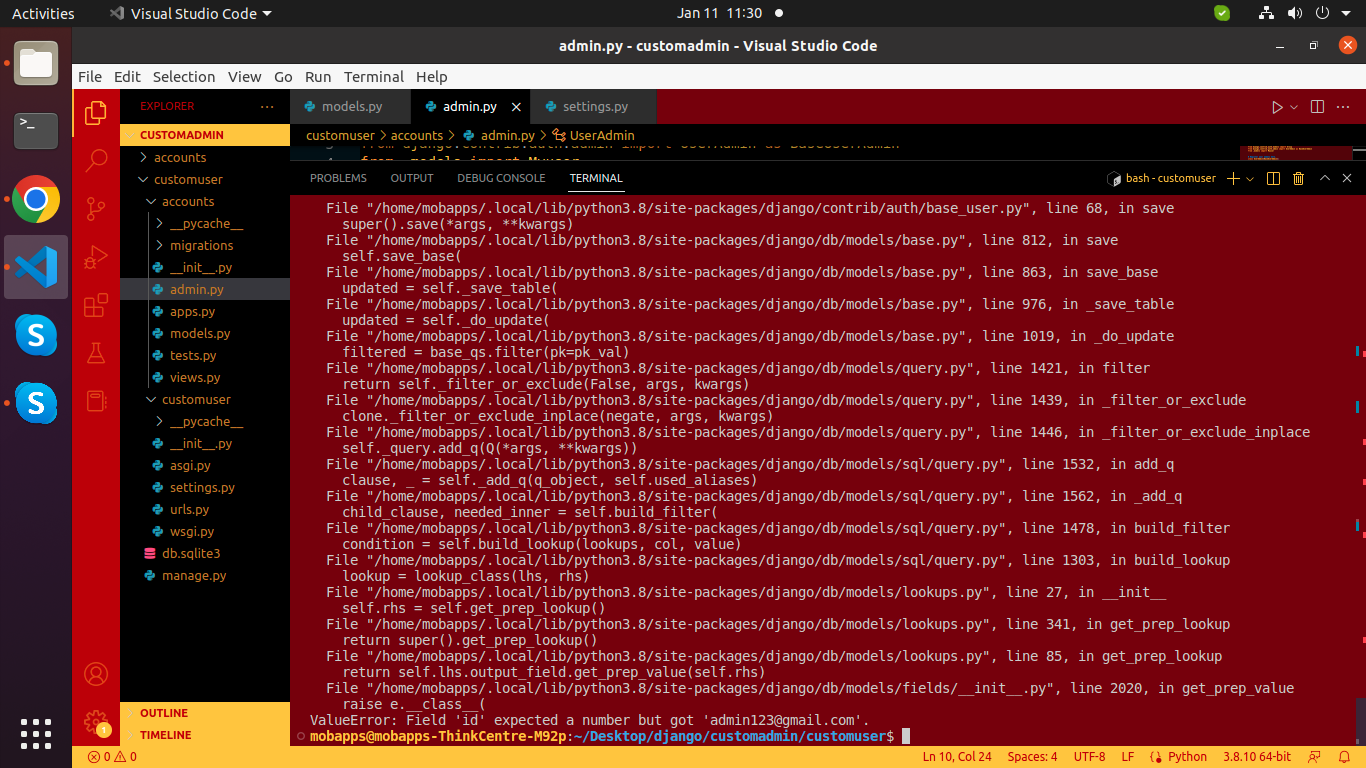 Activities
Visual Studio Code
Jan 11 11:30
admin.py - customadmin - Visual Studio Code
File Edit Selection View Go Run Terminal Help
EXPLORER
models.py
admin.py
settings.py
CUSTOMADMIN
customuser > accounts > admin.py > UserAdmin
from django.contrib.auth.admin import UserAdmin as BaseUserAdmin
from .models import Myuser
accounts
customuser
accounts
__pycache__
migrations
__init__.py
admin.py
apps.py
models.py
tests.py
views.py
customuser
__pycache__
__init__.py
asgi.py
settings.py
urls.py
wsgi.py
db.sqlite3
manage.py
OUTLINE
TIMELINE
PROBLEMS OUTPUT DEBUG CONSOLE TERMINAL
bash - customuser
File "/home/mobapps/.local/lib/python3.8/site-packages/django/contrib/auth/base_user.py", line 68, in save
super().save(*args, **kwargs)
File "/home/mobapps/.local/lib/python3.8/site-packages/django/db/models/base.py", line 812, in save
self.save_base(
File "/home/mobapps/.local/lib/python3.8/site-packages/django/db/models/base.py", line 863, in save_base
updated = self._save_table(
File "/home/mobapps/.local/lib/python3.8/site-packages/django/db/models/base.py", line 976, in _save_table
updated = self._do_update(
File "/home/mobapps/.local/lib/python3.8/site-packages/django/db/models/base.py", line 1019, in _do_update
filtered = base_qs.filter(pk=pk_val)
File "/home/mobapps/.local/lib/python3.8/site-packages/django/db/models/query.py", line 1421, in filter
return self._filter_or_exclude(False, args, kwargs)
File "/home/mobapps/.local/lib/python3.8/site-packages/django/db/models/query.py", line 1439, in _filter_or_exclude
clone._filter_or_exclude_inplace(negate, args, kwargs)
File "/home/mobapps/.local/lib/python3.8/site-packages/django/db/models/query.py", line 1446, in _filter_or_exclude_inplace
self._query.add_q(Q(*args, **kwargs))
File "/home/mobapps/.local/lib/python3.8/site-packages/django/db/models/sql/query.py", line 1532, in add_q
clause, _ = self._add_q(q_object, self.used_aliases)
File "/home/mobapps/.local/lib/python3.8/site-packages/django/db/models/sql/query.py", line 1562, in _add_q
child_clause, needed_inner = self.build_filter(
File "/home/mobapps/.local/lib/python3.8/site-packages/django/db/models/sql/query.py", line 1478, in build_filter
condition = self.build_lookup(lookups, col, value)
File "/home/mobapps/.local/lib/python3.8/site-packages/django/db/models/sql/query.py", line 1303, in build_lookup
lookup = lookup_class(lhs, rhs)
File "/home/mobapps/.local/lib/python3.8/site-packages/django/db/models/lookups.py", line 27, in __init__
self.rhs = self.get_prep_lookup()
File "/home/mobapps/.local/lib/python3.8/site-packages/django/db/models/lookups.py", line 341, in get_prep_lookup
return super().get_prep_lookup()
File "/home/mobapps/.local/lib/python3.8/site-packages/django/db/models/lookups.py", line 85, in get_prep_lookup
return self.lhs.output_field.get_prep_value(self.rhs)
File "/home/mobapps/.local/lib/python3.8/site-packages/django/db/models/fields/__init__.py", line 2020, in get_prep_value
raise e.__class__(
ValueError: Field 'id' expected a number but got 'admin123@gmail.com'.
mobapps@mobapps-ThinkCentre-M92p:~/Desktop/django/customadmin/customuser$
1
0 0
Ln 10, Col 24 Spaces: 4 UTF-8 LF Python 3.8.10 64-bit